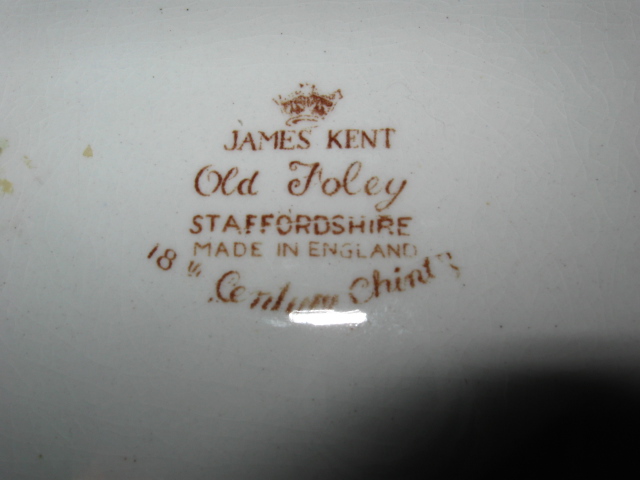 JAMES KENT
Old Foley
STAFFORDSHIRE
MADE IN ENGLAND
18th Century Chintz